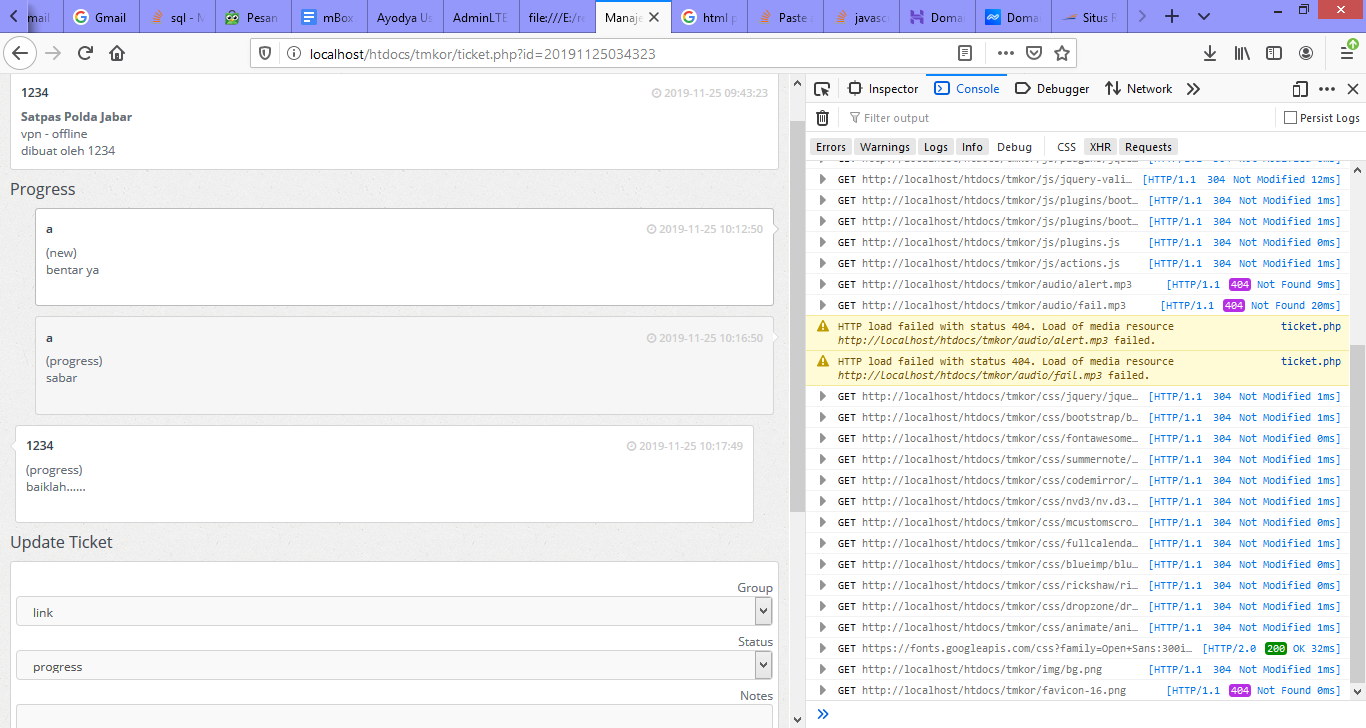 ail
Gmail
sql - M
Pesan
mBox
Ayodya Us
AdminLTE
file:///E:/re
Manaje
html p
Paste
javasc
Doma
Domai
Situs R
localhost/htdocs/tmkor/ticket.php?id=20191125034323
1234
2019-11-25 09:43:23
Satpas Polda Jabar
vpn - offline
dibuat oleh 1234
Progress
a
2019-11-25 10:12:50
(new)
bentar ya
a
2019-11-25 10:16:50
(progress)
sabar
1234
2019-11-25 10:17:49
(progress)
baiklah......
Update Ticket
Group
link
Status
progress
Notes
Inspector Console Debugger Network
Filter output
Persist Logs
Errors Warnings Logs Info Debug CSS XHR Requests
GET http://localhost/htdocs/tmkor/js/plugins/jque… [HTTP/1.1 304 Not Modified 0ms]
GET http://localhost/htdocs/tmkor/js/jquery-vali… [HTTP/1.1 304 Not Modified 12ms]
GET http://localhost/htdocs/tmkor/js/plugins/boot… [HTTP/1.1 304 Not Modified 1ms]
GET http://localhost/htdocs/tmkor/js/plugins/boot… [HTTP/1.1 304 Not Modified 1ms]
GET http://localhost/htdocs/tmkor/js/plugins.js [HTTP/1.1 304 Not Modified 0ms]
GET http://localhost/htdocs/tmkor/js/actions.js [HTTP/1.1 304 Not Modified 1ms]
GET http://localhost/htdocs/tmkor/audio/alert.mp3 [HTTP/1.1 404 Not Found 9ms]
GET http://localhost/htdocs/tmkor/audio/fail.mp3 [HTTP/1.1 404 Not Found 20ms]
HTTP load failed with status 404. Load of media resource ticket.php
http://localhost/htdocs/tmkor/audio/alert.mp3 failed.
HTTP load failed with status 404. Load of media resource ticket.php
http://localhost/htdocs/tmkor/audio/fail.mp3 failed.
GET http://localhost/htdocs/tmkor/css/jquery/jque… [HTTP/1.1 304 Not Modified 1ms]
GET http://localhost/htdocs/tmkor/css/bootstrap/b… [HTTP/1.1 304 Not Modified 1ms]
GET http://localhost/htdocs/tmkor/css/fontawesome… [HTTP/1.1 304 Not Modified 0ms]
GET http://localhost/htdocs/tmkor/css/summernote/… [HTTP/1.1 304 Not Modified 1ms]
GET http://localhost/htdocs/tmkor/css/codemirror/… [HTTP/1.1 304 Not Modified 1ms]
GET http://localhost/htdocs/tmkor/css/nvd3/nv.d3.… [HTTP/1.1 304 Not Modified 1ms]
GET http://localhost/htdocs/tmkor/css/mcustomscro… [HTTP/1.1 304 Not Modified 0ms]
GET http://localhost/htdocs/tmkor/css/fullcalenda… [HTTP/1.1 304 Not Modified 1ms]
GET http://localhost/htdocs/tmkor/css/blueimp/blu… [HTTP/1.1 304 Not Modified 0ms]
GET http://localhost/htdocs/tmkor/css/rickshaw/ri… [HTTP/1.1 304 Not Modified 0ms]
GET http://localhost/htdocs/tmkor/css/dropzone/dr… [HTTP/1.1 304 Not Modified 1ms]
GET http://localhost/htdocs/tmkor/css/animate/ani… [HTTP/1.1 304 Not Modified 1ms]
GET https://fonts.googleapis.com/css?family=Open+Sans:300i… [HTTP/2.0 200 OK 32ms]
GET http://localhost/htdocs/tmkor/img/bg.png [HTTP/1.1 304 Not Modified 1ms]
GET http://localhost/htdocs/tmkor/favicon-16.png [HTTP/1.1 404 Not Found 0ms]